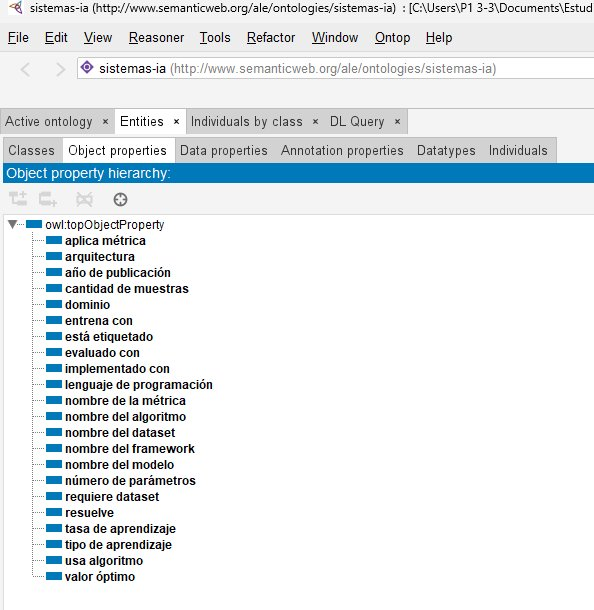 sistemas-ia (http://www.semanticweb.org/ale/ontologies/sistemas-ia) : [C:\Users\P1 3-3\Documents\Estud
File Edit View Reasoner Tools Refactor Window Ontop Help
sistemas-ia (http://www.semanticweb.org/ale/ontologies/sistemas-ia)
Active ontology × Entities × Individuals by class × DL Query ×
Classes Object properties Data properties Annotation properties Datatypes Individuals
Object property hierarchy:
owl:topObjectProperty
aplica métrica
arquitectura
año de publicación
cantidad de muestras
dominio
entrena con
está etiquetado
evaluado con
implementado con
lenguaje de programación
nombre de la métrica
nombre del algoritmo
nombre del dataset
nombre del framework
nombre del modelo
número de parámetros
requiere dataset
resuelve
tasa de aprendizaje
tipo de aprendizaje
usa algoritmo
valor óptimo